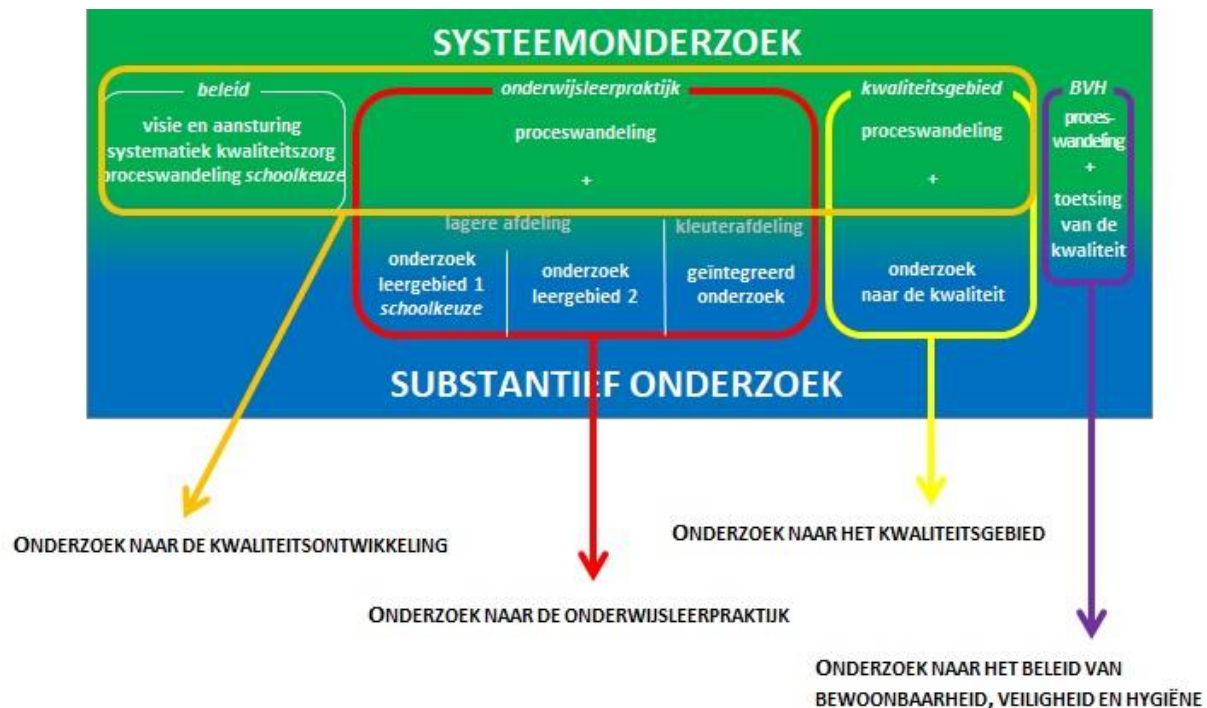 SYSTEEMONDERZOEK
beleid
visie en aansturing
systematiek kwaliteitszorg
proceswandeling schoolkeuze
onderwijsleerpraktijk
proceswandeling
+
lagere afdeling
onderzoek
leergebied 1
schoolkeuze
onderzoek
leergebied 2
kleuterafdeling
geïntegreerd
onderzoek
kwaliteitsgebied
proceswandeling
+
onderzoek
naar de kwaliteit
BVH
proces-
wandeling
+
toetsing
van de
kwaliteit
SUBSTANTIEF ONDERZOEK
ONDERZOEK NAAR DE KWALITEITSONTWIKKELING
ONDERZOEK NAAR HET KWALITEITSGEBIED
ONDERZOEK NAAR DE ONDERWIJSLEERPRAKTIJK
ONDERZOEK NAAR HET BELEID VAN
BEWOONBAARHEID, VEILIGHEID EN HYGIËNE